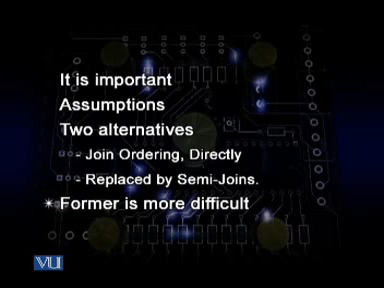 It is important
Assumptions
Two alternatives
- Join Ordering, Directly
- Replaced by Semi-Joins.
✴Former is more difficult
VU